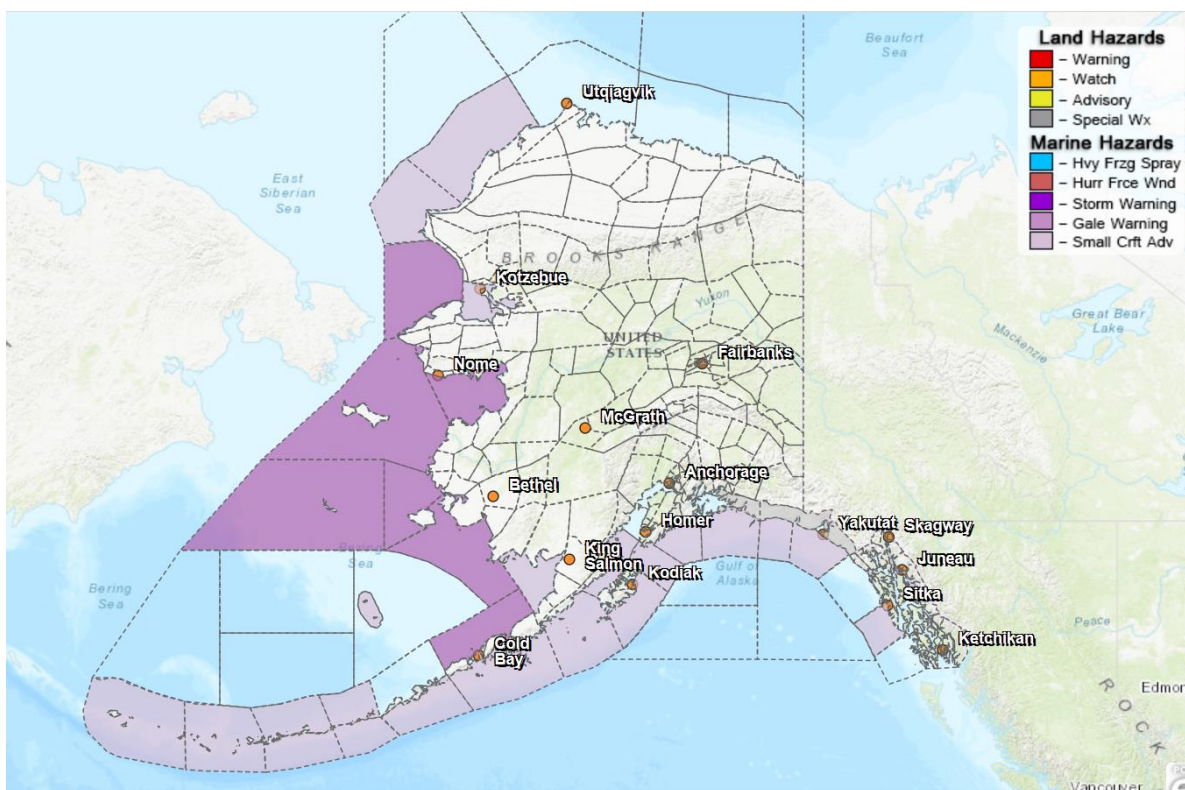 Land Hazards
– Warning
– Watch
– Advisory
– Special Wx
Marine Hazards
– Hvy Frzg Spray
– Hurr Frce Wnd
– Storm Warning
– Gale Warning
– Small Crft Adv
Beaufort
Sea
Utqiagvik
East
Siberian
Sea
BROOKS RANGE
Kotzebue
Yukon
Great Bear
Lake
Mackenzie
UNITED
STATES
Fairbanks
Nome
McGrath
Anchorage
Bethel
Homer
Yakutat
Skagway
King
Salmon
Juneau
Kodiak
Gulf of
Alaska
Bering
Sea
Sea
Sitka
Peace
Ketchikan
Cold
Bay
Edmon
ROCK
Vancouver